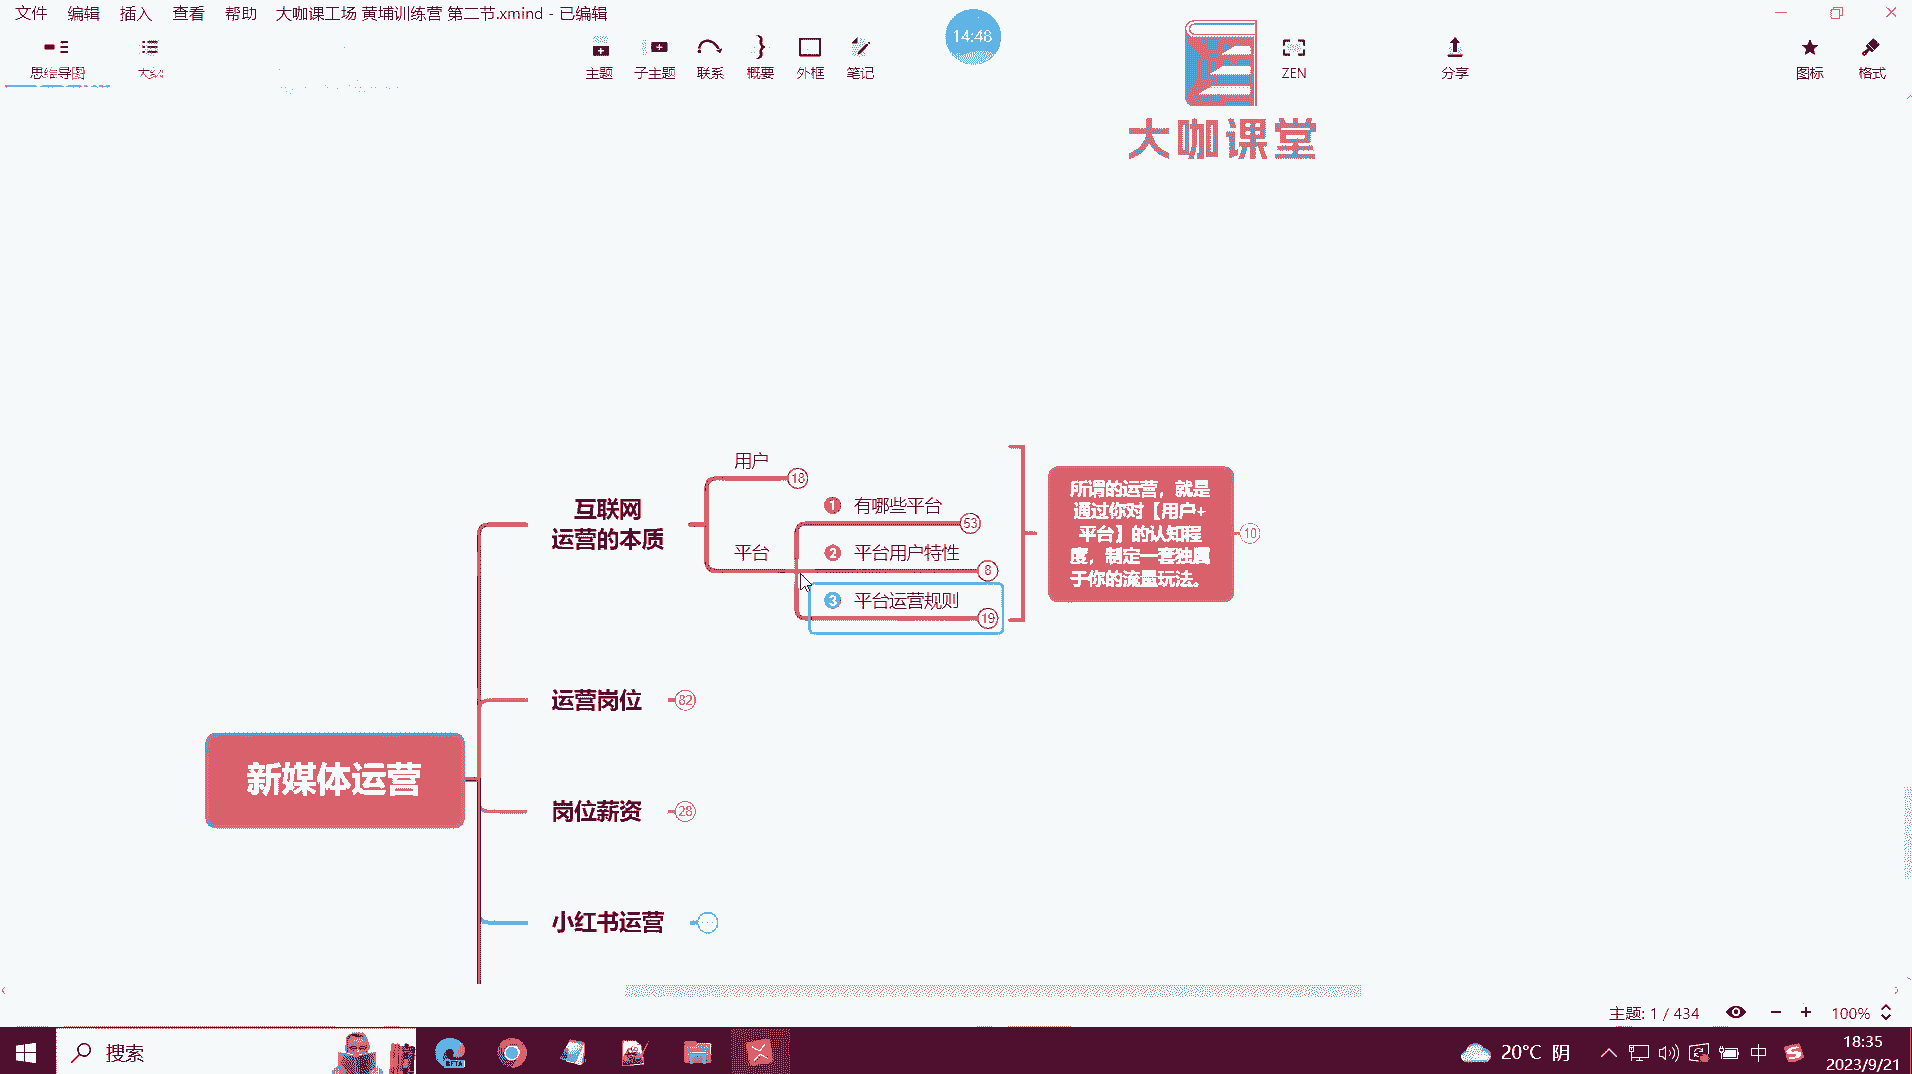 文件 编辑 插入 查看 帮助 大咖课工场 黄埔训练营 第二节.xmind - 已编辑
思维导图 大纲 主题 子主题 联系 概要 外框 笔记 14:48 ZEN 分享 图标 格式
大咖课堂
互联网
运营的本质
用户 18
平台
1 有哪些平台 53
2 平台用户特性 8
3 平台运营规则 19
所谓的运营，就是
通过你对【用户+
平台】的认知程
度，制定一套独属
于你的流量玩法。
10
运营岗位 82
新媒体运营
岗位薪资 28
小红书运营
主题: 1 / 434 100%
搜索
20°C 阴 中 18:35
2023/9/21